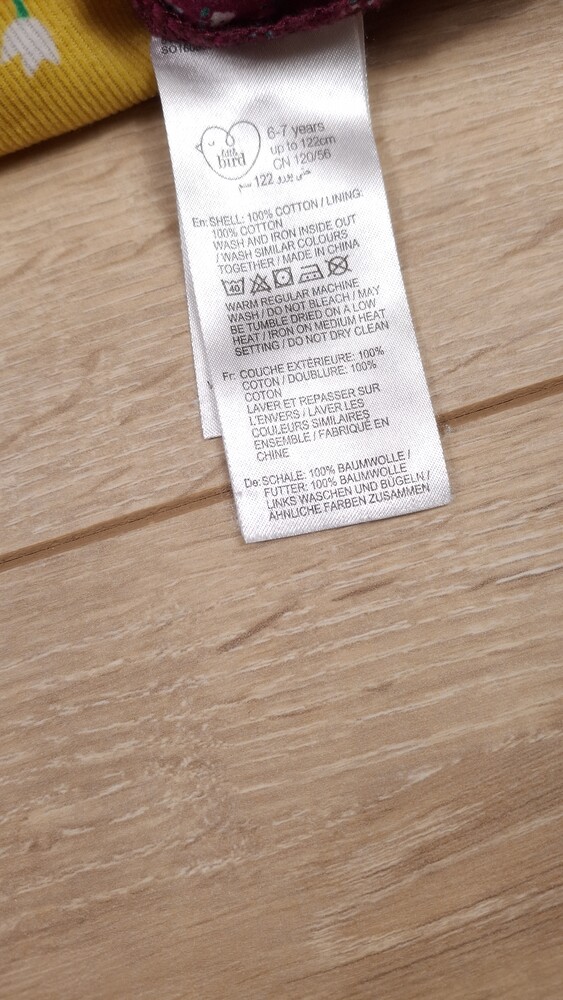 little
bird
6-7 years
up to 122cm
CN 120/56
حتى يورو 122 سم
En: SHELL: 100% COTTON / LINING:
100% COTTON
WASH AND IRON INSIDE OUT
/ WASH SIMILAR COLOURS
TOGETHER / MADE IN CHINA
40
WARM REGULAR MACHINE
WASH / DO NOT BLEACH / MAY
BE TUMBLE DRIED ON A LOW
HEAT / IRON ON MEDIUM HEAT
SETTING / DO NOT DRY CLEAN
Fr: COUCHE EXTÉRIEURE: 100%
COTON / DOUBLURE: 100%
COTON
LAVER ET REPASSER SUR
L'ENVERS / LAVER LES
COULEURS SIMILAIRES
ENSEMBLE / FABRIQUÉ EN
CHINE
De: SCHALE: 100% BAUMWOLLE /
FUTTER: 100% BAUMWOLLE
LINKS WASCHEN UND BÜGELN /
ÄHNLICHE FARBEN ZUSAMMEN